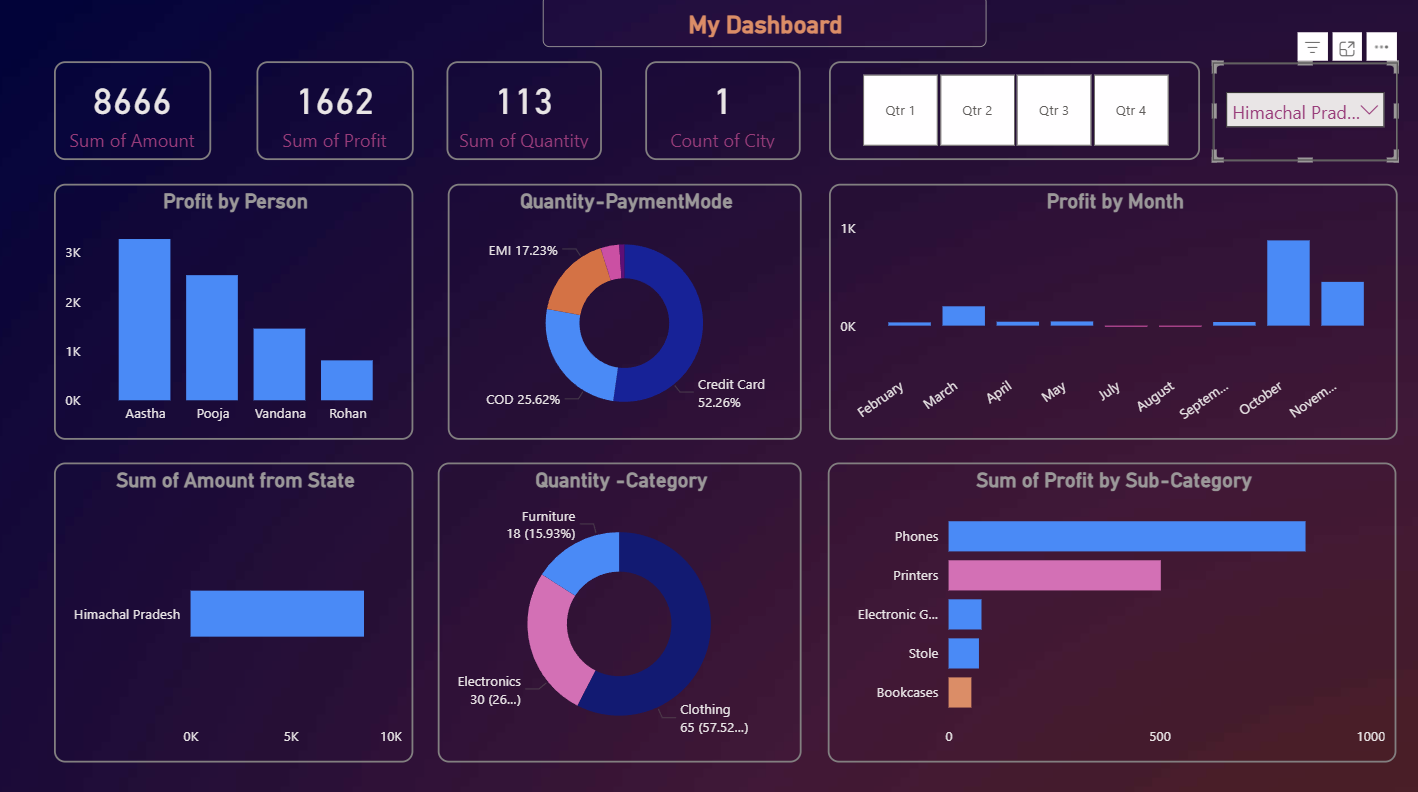 My Dashboard
8666
Sum of Amount
1662
Sum of Profit
113
Sum of Quantity
1
Count of City
Qtr 1
Qtr 2
Qtr 3
Qtr 4
Himachal Prad...
Profit by Person
3K
2K
1K
0K
Aastha
Pooja
Vandana
Rohan
Quantity-PaymentMode
EMI 17.23%
COD 25.62%
Credit Card
52.26%
Profit by Month
1K
0K
February
March
April
May
July
August
Septem...
October
Novem...
Sum of Amount from State
Himachal Pradesh
0K
5K
10K
Quantity -Category
Furniture
18 (15.93%)
Electronics
30 (26...)
Clothing
65 (57.52...)
Sum of Profit by Sub-Category
Phones
Printers
Electronic G...
Stole
Bookcases
0
500
1000